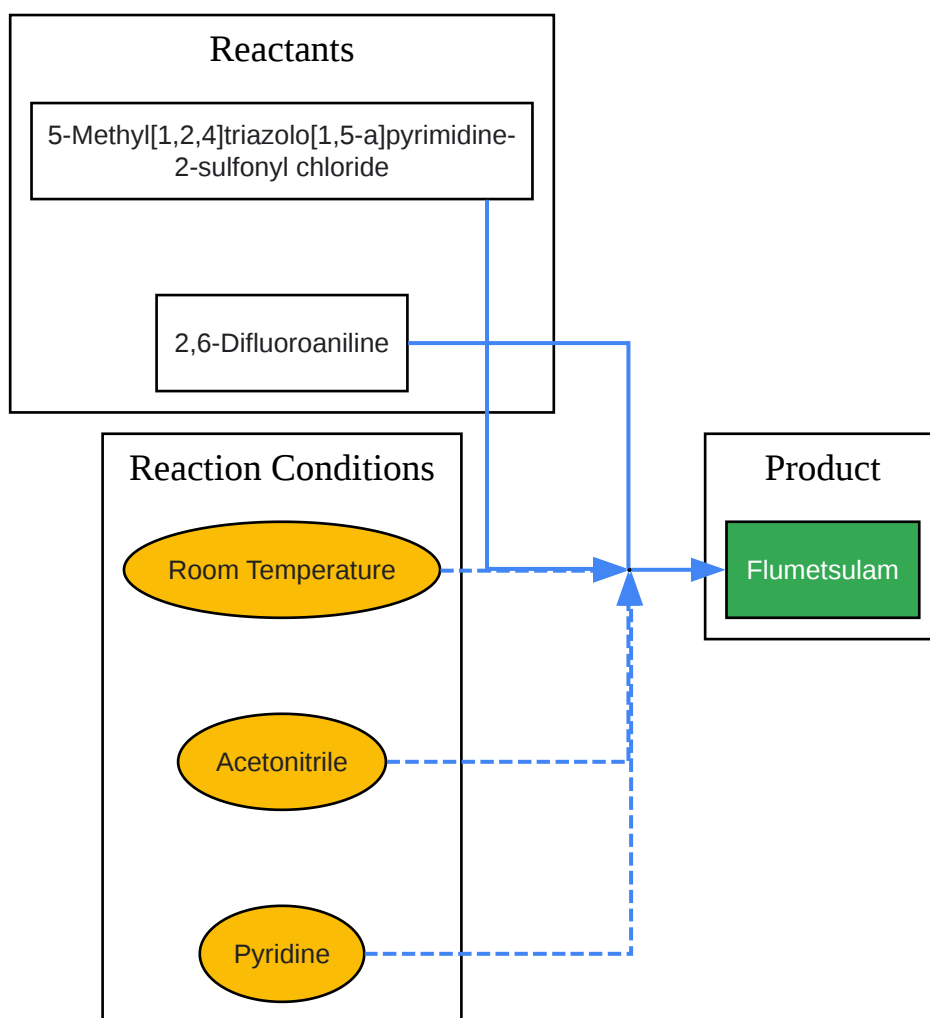 Reactants
5-Methyl[1,2,4]triazolo[1,5-a]pyrimidine-
2-sulfonyl chloride
2,6-Difluoroaniline
Reaction Conditions
Room Temperature
Acetonitrile
Pyridine
Product
Flumetsulam